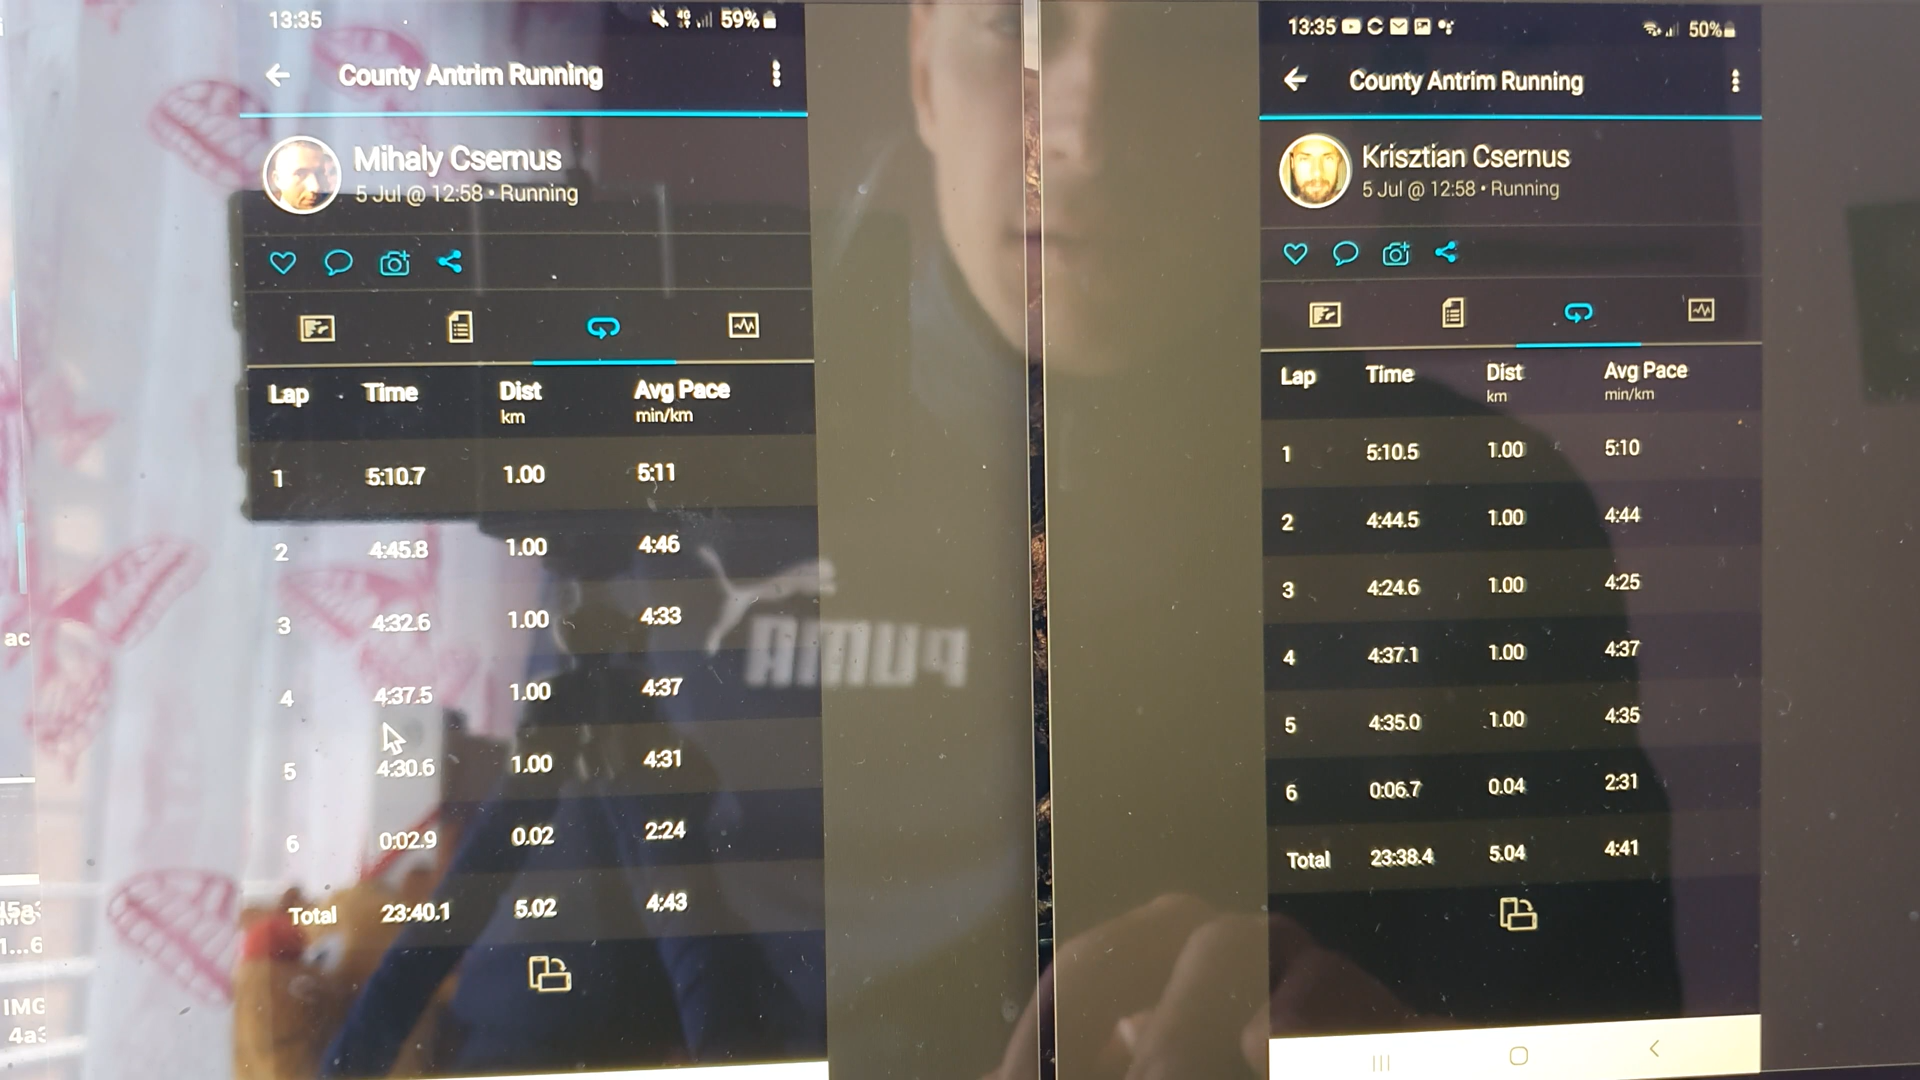 13:35 4G 59%
County Antrim Running
Mihaly Csernus
5 Jul @ 12:58 • Running
Lap Time Dist Avg Pace
km min/km
1 5:10.7 1.00 5:11
2 4:45.8 1.00 4:46
3 4:32.6 1.00 4:33
4 4:37.5 1.00 4:37
5 4:30.6 1.00 4:31
6 0:02.9 0.02 2:24
Total 23:40.1 5.02 4:43
ac
1...6
IMG
PUMA
13:35 50%
County Antrim Running
Krisztian Csernus
5 Jul @ 12:58 • Running
Lap Time Dist Avg Pace
km min/km
1 5:10.5 1.00 5:10
2 4:44.5 1.00 4:44
3 4:24.6 1.00 4:25
4 4:37.1 1.00 4:37
5 4:35.0 1.00 4:35
6 0:06.7 0.04 2:31
Total 23:38.4 5.04 4:41